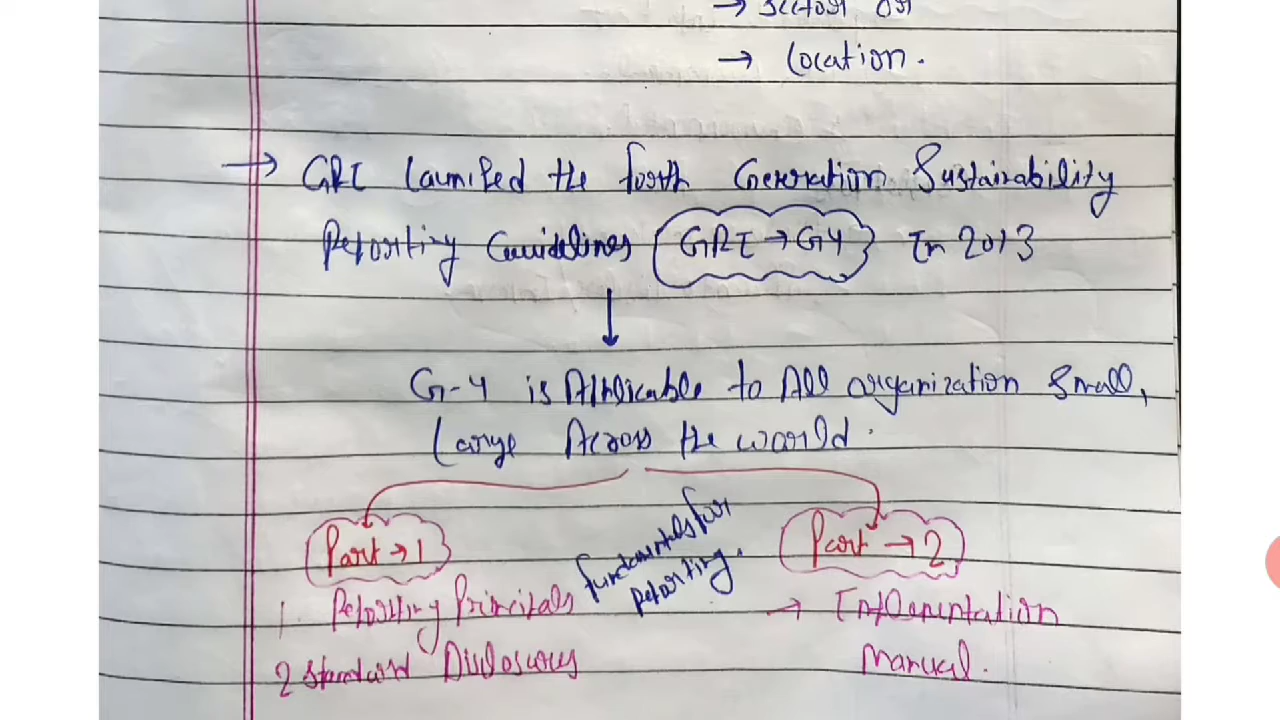 → sector or
→ Location.
→ GRI Launched the forth Generation Sustainability
Reporting Guidelines (GRI → G4) In 2013
G-4 is Applicable to All organization Small,
Large Across the world.
Part → 1
fundamentals for
reporting.
Part → 2
1. Reporting Principals
→ Implementation
2 Standard Disclosures
Manual.